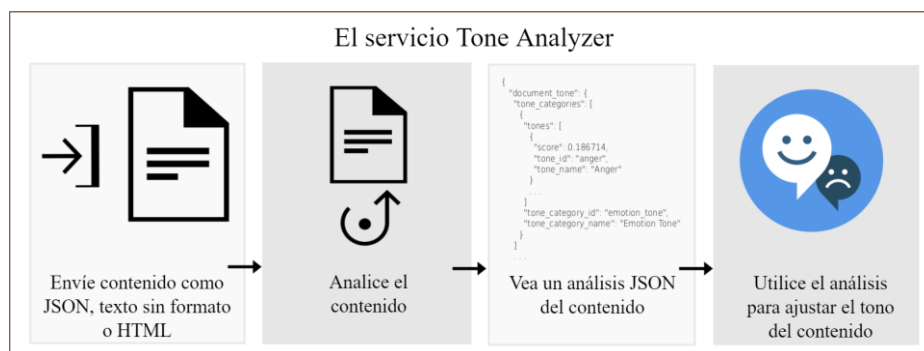 El servicio Tone Analyzer
Envíe contenido como
JSON, texto sin formato
o HTML
Analice el
contenido
{
"document_tone": {
"tone_categories": [
{
"tones": [
{
"score": 0.186714,
"tone_id": "anger",
"tone_name": "Anger"
}
. . .
]
"tone_category_id": "emotion_tone",
"tone_category_name": "Emotion Tone"
}
]
. . .
Vea un análisis JSON
del contenido
Utilice el análisis
para ajustar el tono
del contenido